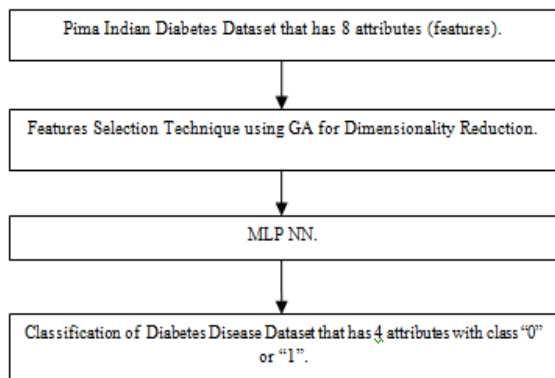 Pima Indian Diabetes Dataset that has 8 attributes (features).
Features Selection Technique using GA for Dimensionality Reduction.
MLP NN.
Classification of Diabetes Disease Dataset that has 4 attributes with class “0”
or “1”.